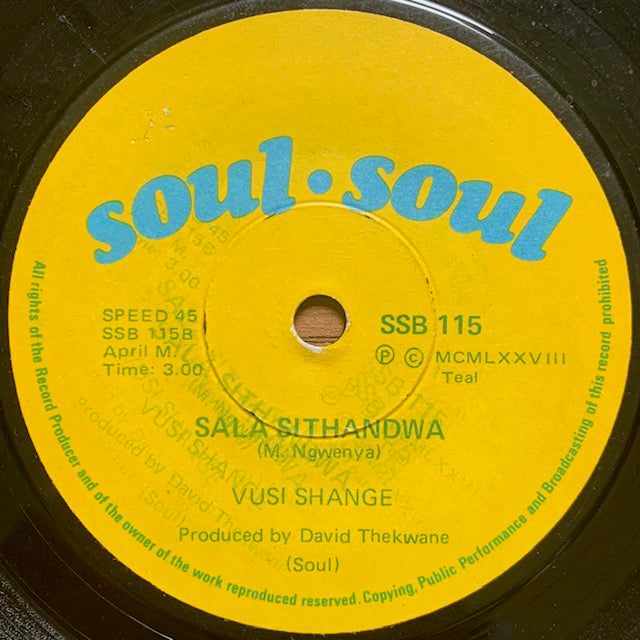 soul·soul
SPEED 45
SSB 115B
April M.
Time: 3.00
SSB 115
Ⓟ © MCMLXXVIII
Teal
SALA SITHANDWA
(M. Ngwenya)
VUSI SHANGE
Produced by David Thekwane
(Soul)
All rights of the Record Producer and of the owner of the work reproduced reserved. Copying, Public Performance and Broadcasting of this record prohibited